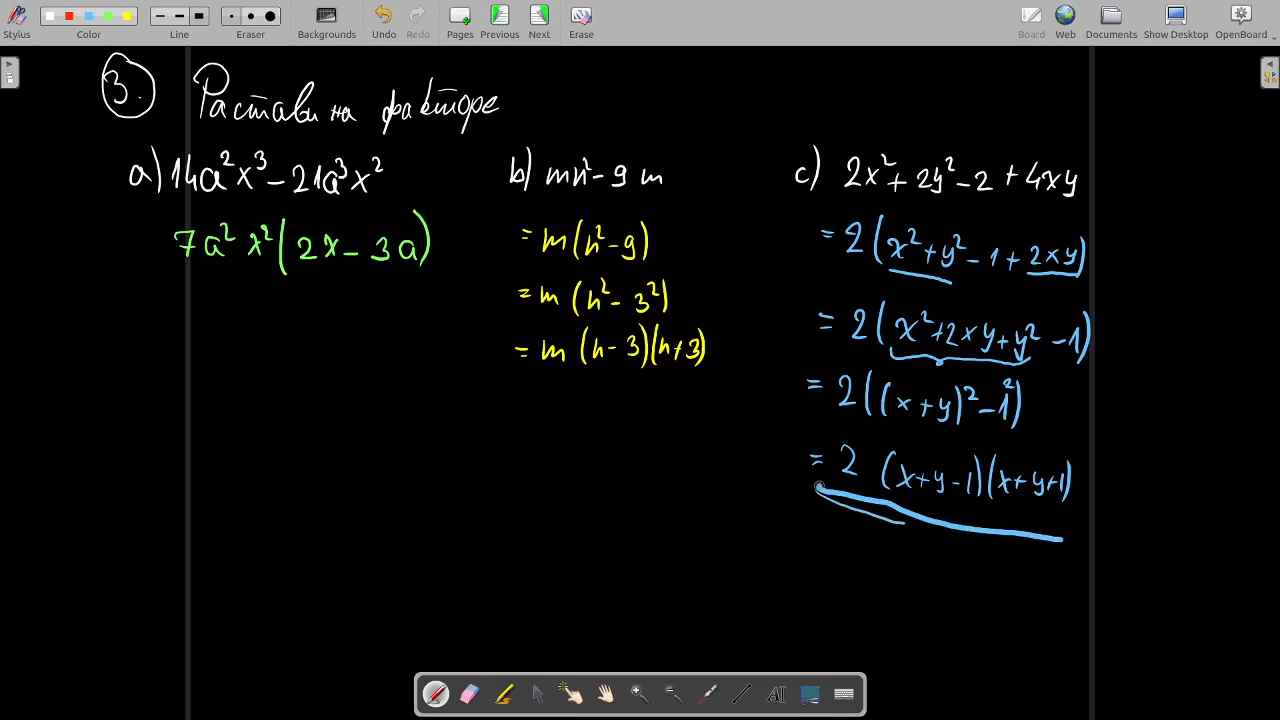 Stylus Color Line Eraser Backgrounds Undo Redo Pages Previous Next Erase Board Web Documents Show Desktop OpenBoard
3. Растави на факторе
a) 14a²x³ - 21a³x²
7a²x²(2x - 3a)
b) mn² - 9m
= m(n² - 9)
= m(n² - 3²)
= m(n - 3)(n + 3)
c) 2x² + 2y² - 2 + 4xy
= 2(x² + y² - 1 + 2xy)
= 2(x² + 2xy + y² - 1)
= 2((x + y)² - 1²)
= 2 (x + y - 1)(x + y + 1)
AI